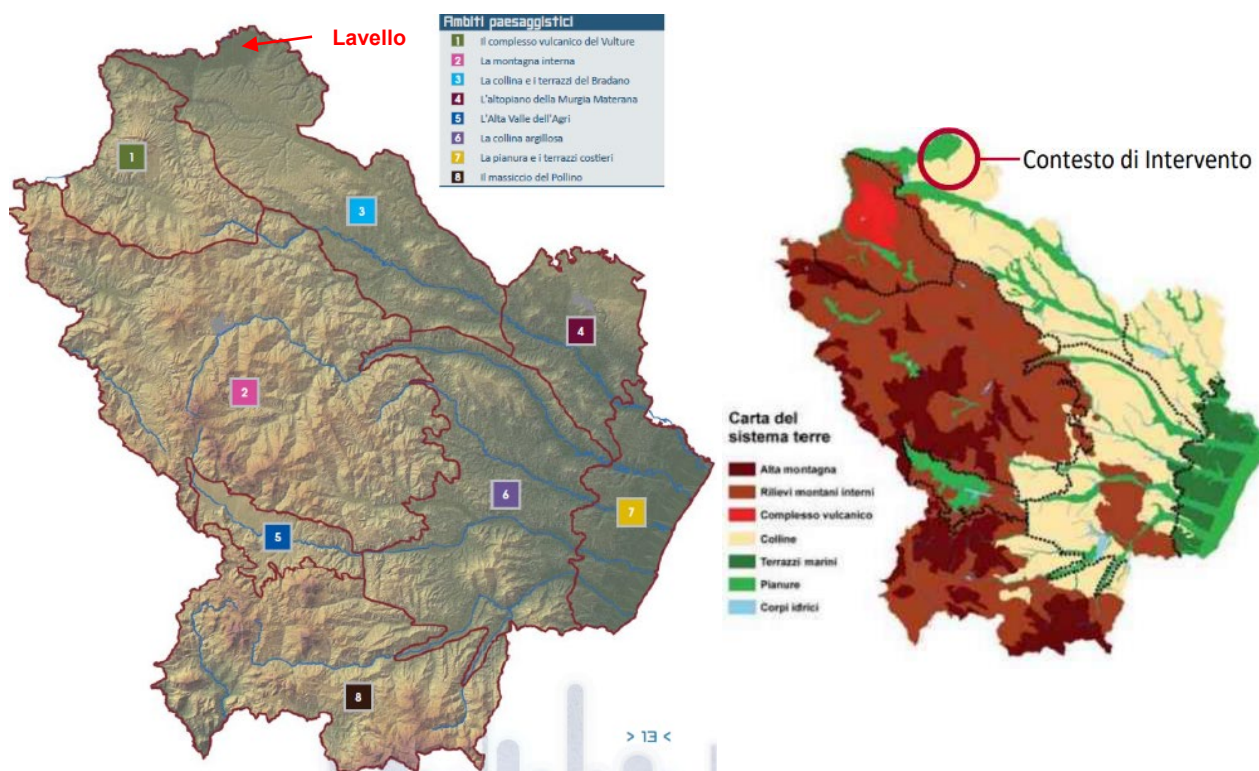 Lavello
Ambiti paesaggistici
1 Il complesso vulcanico del Vulture
2 La montagna interna
3 La collina e i terrazzi del Bradano
4 L'altopiano della Murgia Materana
5 L'Alta Valle dell'Agri
6 La collina argillosa
7 La pianura e i terrazzi costieri
8 Il massiccio del Pollino
1
3
4
2
6
7
5
8
> 13 <
Contesto di Intervento
Carta del
sistema terre
Alta montagna
Rilievi montani interni
Complesso vulcanico
Colline
Terrazzi marini
Pianure
Corpi idrici